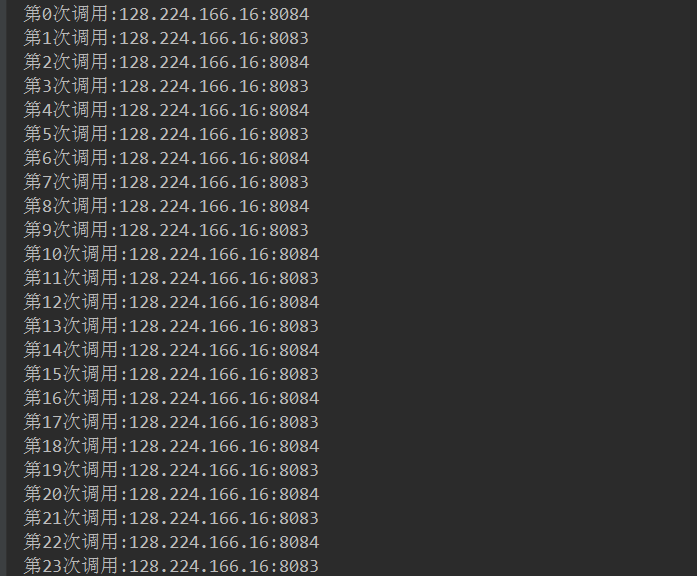 第0次调用:128.224.166.16:8084
第1次调用:128.224.166.16:8083
第2次调用:128.224.166.16:8084
第3次调用:128.224.166.16:8083
第4次调用:128.224.166.16:8084
第5次调用:128.224.166.16:8083
第6次调用:128.224.166.16:8084
第7次调用:128.224.166.16:8083
第8次调用:128.224.166.16:8084
第9次调用:128.224.166.16:8083
第10次调用:128.224.166.16:8084
第11次调用:128.224.166.16:8083
第12次调用:128.224.166.16:8084
第13次调用:128.224.166.16:8083
第14次调用:128.224.166.16:8084
第15次调用:128.224.166.16:8083
第16次调用:128.224.166.16:8084
第17次调用:128.224.166.16:8083
第18次调用:128.224.166.16:8084
第19次调用:128.224.166.16:8083
第20次调用:128.224.166.16:8084
第21次调用:128.224.166.16:8083
第22次调用:128.224.166.16:8084
第23次调用:128.224.166.16:8083